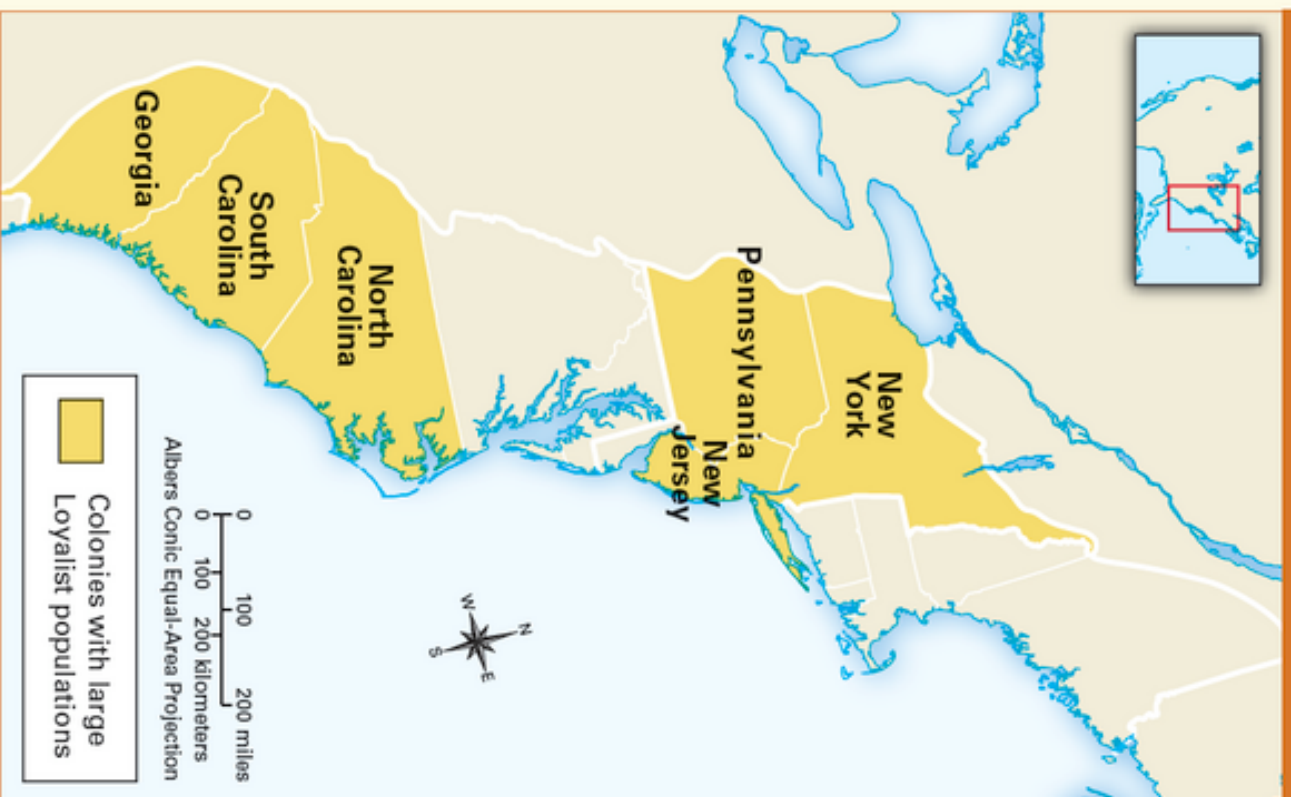 New
York
Pennsylvania
New
Jersey
North
Carolina
South
Carolina
Georgia
N
W
E
S
0 100 200 miles
0 100 200 kilometers
Albers Conic Equal-Area Projection
Colonies with large
Loyalist populations